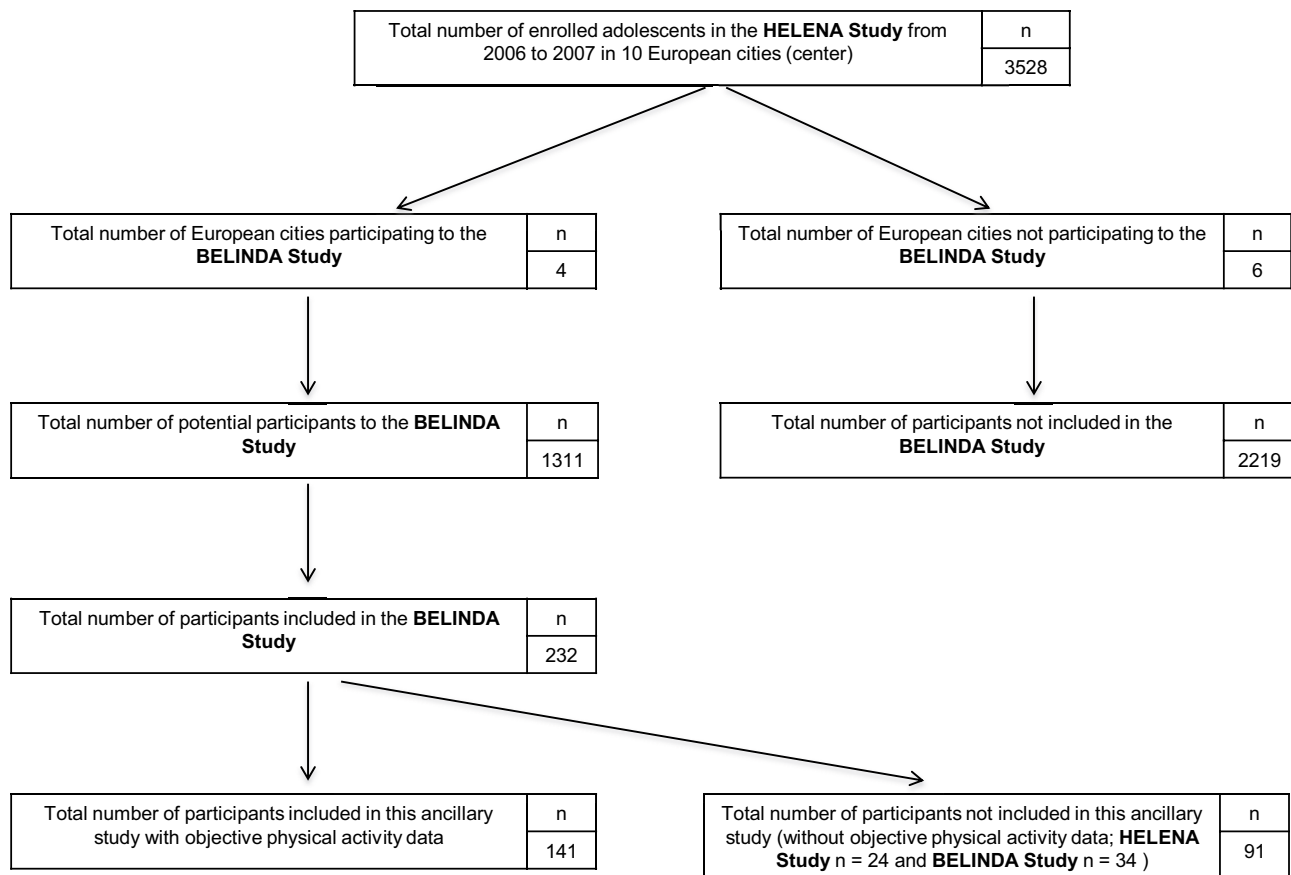 Total number of enrolled adolescents in the HELENA Study from
2006 to 2007 in 10 European cities (center)
n
3528
Total number of European cities participating to the
BELINDA Study
n
4
Total number of European cities not participating to the
BELINDA Study
n
6
Total number of potential participants to the BELINDA
Study
n
1311
Total number of participants not included in the
BELINDA Study
n
2219
Total number of participants included in the BELINDA
Study
n
232
Total number of participants included in this ancillary
study with objective physical activity data
n
141
Total number of participants not included in this ancillary
study (without objective physical activity data; HELENA
Study n = 24 and BELINDA Study n = 34 )
n
91